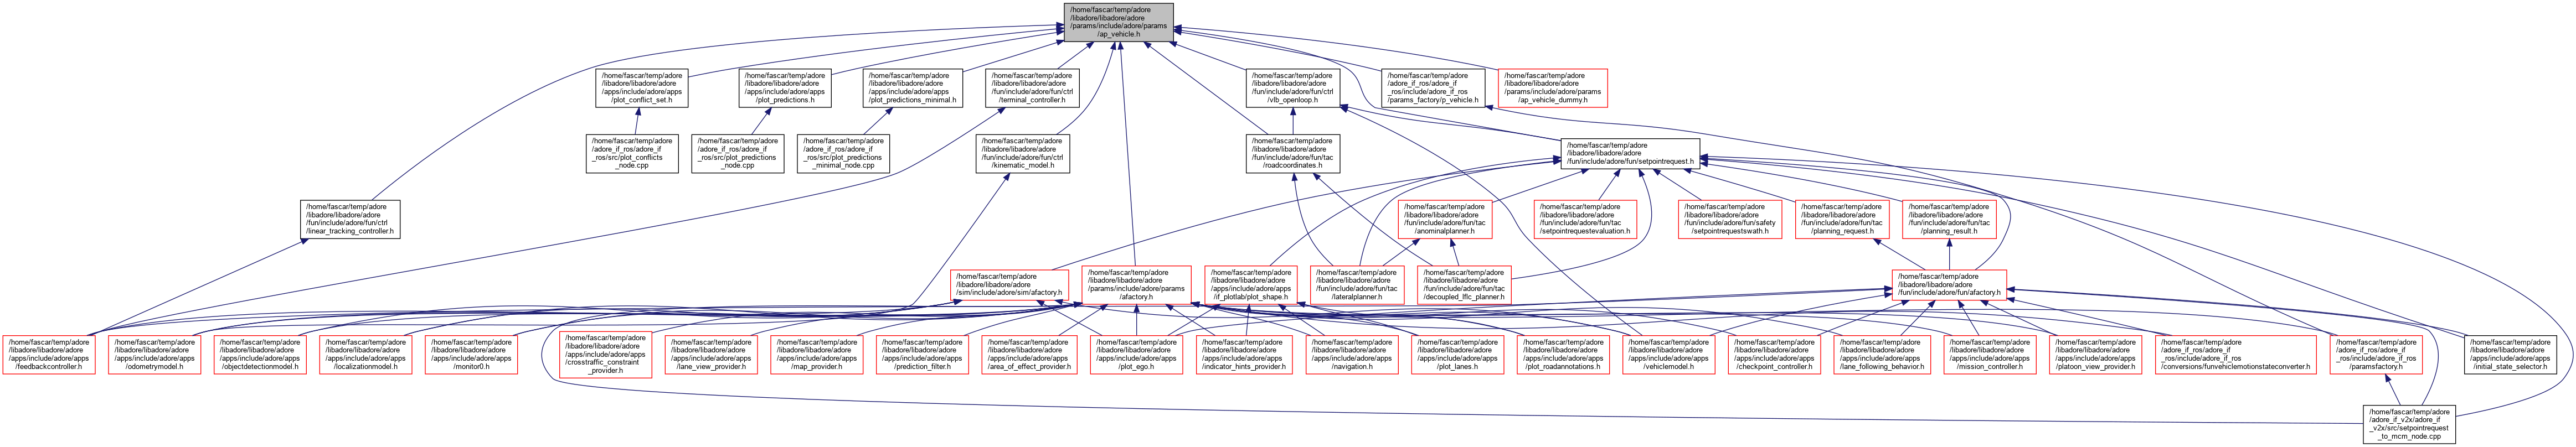 /home/fascar/temp/adore
/libadore/libadore/adore
/params/include/adore/params
/ap_vehicle.h
/home/fascar/temp/adore
/libadore/libadore/adore
/apps/include/adore/apps
/plot_conflict_set.h
/home/fascar/temp/adore
/libadore/libadore/adore
/apps/include/adore/apps
/plot_predictions.h
/home/fascar/temp/adore
/libadore/libadore/adore
/apps/include/adore/apps
/plot_predictions_minimal.h
/home/fascar/temp/adore
/libadore/libadore/adore
/fun/include/adore/fun/ctrl
/terminal_controller.h
/home/fascar/temp/adore
/libadore/libadore/adore
/fun/include/adore/fun/ctrl
/vlb_openloop.h
/home/fascar/temp/adore
/adore_if_ros/adore_if
_ros/include/adore_if_ros
/params_factory/p_vehicle.h
/home/fascar/temp/adore
/libadore/libadore/adore
/params/include/adore/params
/ap_vehicle_dummy.h
/home/fascar/temp/adore
/adore_if_ros/adore_if
_ros/src/plot_conflicts
_node.cpp
/home/fascar/temp/adore
/adore_if_ros/adore_if
_ros/src/plot_predictions
_node.cpp
/home/fascar/temp/adore
/adore_if_ros/adore_if
_ros/src/plot_predictions
_minimal_node.cpp
/home/fascar/temp/adore
/libadore/libadore/adore
/fun/include/adore/fun/ctrl
/kinematic_model.h
/home/fascar/temp/adore
/libadore/libadore/adore
/fun/include/adore/fun/tac
/roadcoordinates.h
/home/fascar/temp/adore
/libadore/libadore/adore
/fun/include/adore/fun/setpointrequest.h
/home/fascar/temp/adore
/libadore/libadore/adore
/fun/include/adore/fun/ctrl
/linear_tracking_controller.h
/home/fascar/temp/adore
/libadore/libadore/adore
/fun/include/adore/fun/tac
/anominalplanner.h
/home/fascar/temp/adore
/libadore/libadore/adore
/fun/include/adore/fun/tac
/setpointrequestevaluation.h
/home/fascar/temp/adore
/libadore/libadore/adore
/fun/include/adore/fun/safety
/setpointrequestswath.h
/home/fascar/temp/adore
/libadore/libadore/adore
/fun/include/adore/fun/tac
/planning_request.h
/home/fascar/temp/adore
/libadore/libadore/adore
/fun/include/adore/fun/tac
/planning_result.h
/home/fascar/temp/adore
/libadore/libadore/adore
/sim/include/adore/sim/afactory.h
/home/fascar/temp/adore
/libadore/libadore/adore
/params/include/adore/params
/afactory.h
/home/fascar/temp/adore
/libadore/libadore/adore
/apps/include/adore/apps
/if_plotlab/plot_shape.h
/home/fascar/temp/adore
/libadore/libadore/adore
/fun/include/adore/fun/tac
/lateralplanner.h
/home/fascar/temp/adore
/libadore/libadore/adore
/fun/include/adore/fun/tac
/decoupled_lflc_planner.h
/home/fascar/temp/adore
/libadore/libadore/adore
/fun/include/adore/fun/afactory.h
/home/fascar/temp/adore
/libadore/libadore/adore
/apps/include/adore/apps
/feedbackcontroller.h
/home/fascar/temp/adore
/libadore/libadore/adore
/apps/include/adore/apps
/odometrymodel.h
/home/fascar/temp/adore
/libadore/libadore/adore
/apps/include/adore/apps
/objectdetectionmodel.h
/home/fascar/temp/adore
/libadore/libadore/adore
/apps/include/adore/apps
/localizationmodel.h
/home/fascar/temp/adore
/libadore/libadore/adore
/apps/include/adore/apps
/monitor0.h
/home/fascar/temp/adore
/libadore/libadore/adore
/apps/include/adore/apps
/crosstraffic_constraint
_provider.h
/home/fascar/temp/adore
/libadore/libadore/adore
/apps/include/adore/apps
/lane_view_provider.h
/home/fascar/temp/adore
/libadore/libadore/adore
/apps/include/adore/apps
/map_provider.h
/home/fascar/temp/adore
/libadore/libadore/adore
/apps/include/adore/apps
/prediction_filter.h
/home/fascar/temp/adore
/libadore/libadore/adore
/apps/include/adore/apps
/area_of_effect_provider.h
/home/fascar/temp/adore
/libadore/libadore/adore
/apps/include/adore/apps
/plot_ego.h
/home/fascar/temp/adore
/libadore/libadore/adore
/apps/include/adore/apps
/indicator_hints_provider.h
/home/fascar/temp/adore
/libadore/libadore/adore
/apps/include/adore/apps
/navigation.h
/home/fascar/temp/adore
/libadore/libadore/adore
/apps/include/adore/apps
/plot_lanes.h
/home/fascar/temp/adore
/libadore/libadore/adore
/apps/include/adore/apps
/plot_roadannotations.h
/home/fascar/temp/adore
/libadore/libadore/adore
/apps/include/adore/apps
/vehiclemodel.h
/home/fascar/temp/adore
/libadore/libadore/adore
/apps/include/adore/apps
/checkpoint_controller.h
/home/fascar/temp/adore
/libadore/libadore/adore
/apps/include/adore/apps
/lane_following_behavior.h
/home/fascar/temp/adore
/libadore/libadore/adore
/apps/include/adore/apps
/mission_controller.h
/home/fascar/temp/adore
/libadore/libadore/adore
/apps/include/adore/apps
/platoon_view_provider.h
/home/fascar/temp/adore
/adore_if_ros/adore_if
_ros/include/adore_if_ros
/conversions/funvehiclemotionstateconverter.h
/home/fascar/temp/adore
/adore_if_ros/adore_if
_ros/include/adore_if_ros
/paramsfactory.h
/home/fascar/temp/adore
/libadore/libadore/adore
/apps/include/adore/apps
/initial_state_selector.h
/home/fascar/temp/adore
/adore_if_v2x/adore_if
_v2x/src/setpointrequest
_to_mcm_node.cpp